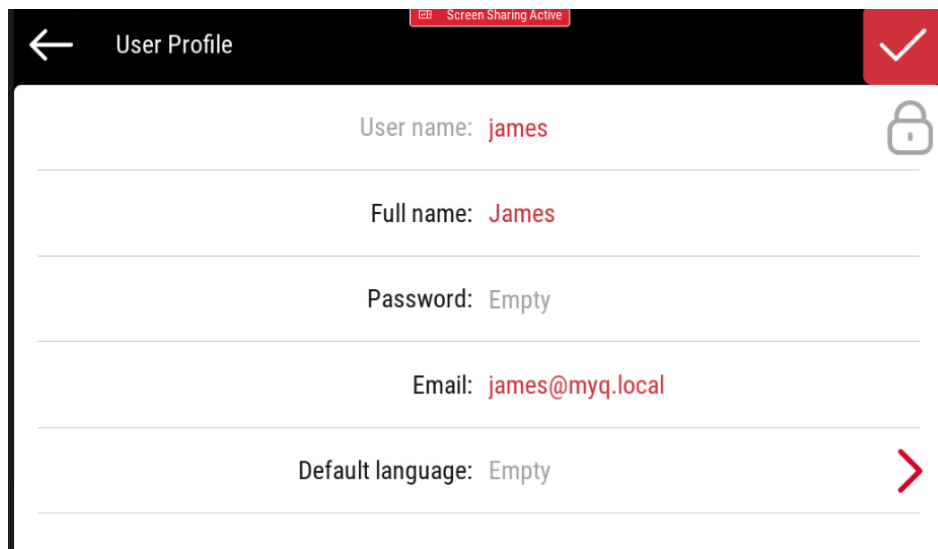 Screen Sharing Active
User Profile
User name: james
Full name: James
Password: Empty
Email: james@myq.local
Default language: Empty